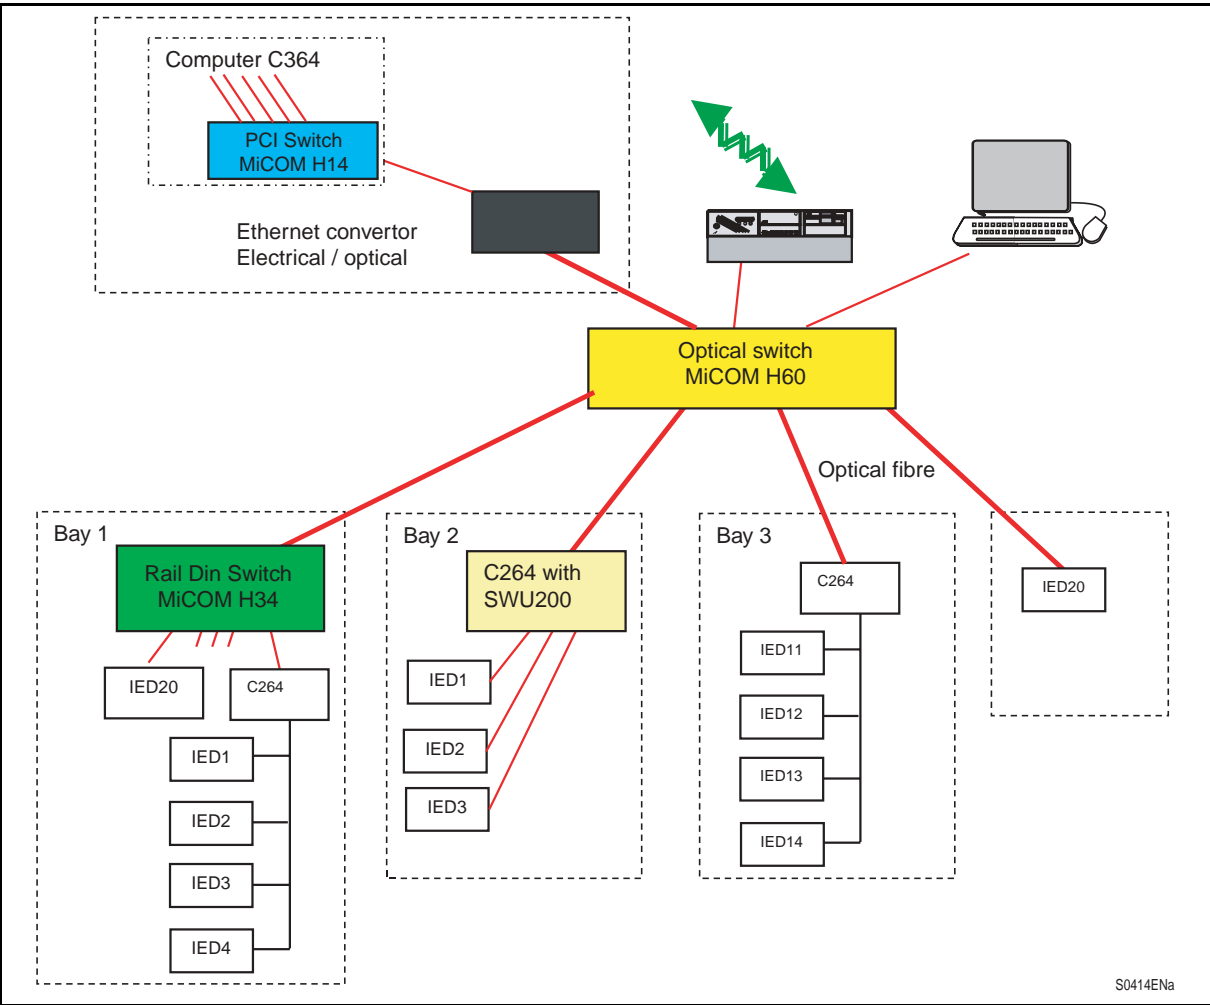 Computer C364
PCI Switch
MiCOM H14
Ethernet convertor
Electrical / optical
Optical switch
MiCOM H60
Optical fibre
Bay 1
Rail Din Switch
MiCOM H34
IED20
C264
IED1
IED2
IED3
IED4
Bay 2
C264 with
SWU200
IED1
IED2
IED3
Bay 3
C264
IED11
IED12
IED13
IED14
IED20
S0414ENa